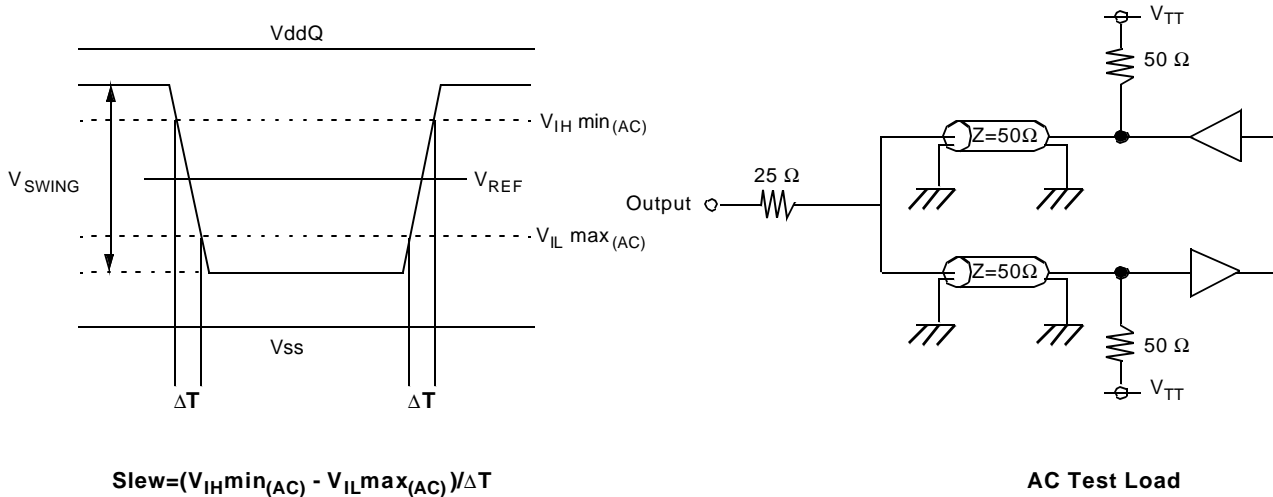 VddQ
V_IH min_(AC)
V_SWING
V_REF
V_IL max_(AC)
Vss
ΔT ΔT
Slew=(V_IHmin_(AC) - V_ILmax_(AC))/ΔT
V_TT
50 Ω
Z=50Ω
25 Ω
Output
Z=50Ω
50 Ω
V_TT
AC Test Load